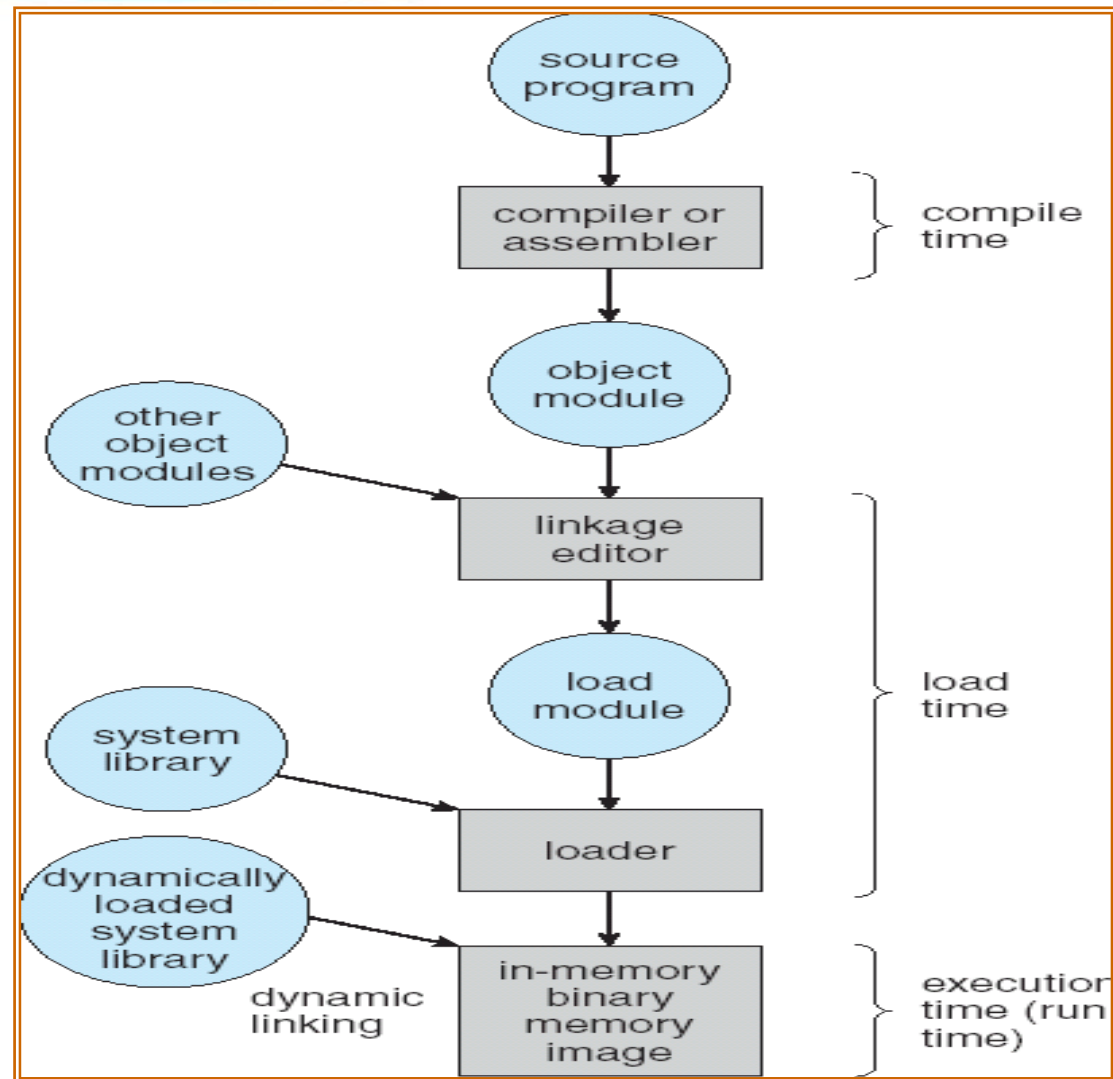 source
program
compiler or
assembler
compile
time
object
module
other
object
modules
linkage
editor
load
module
load
time
system
library
loader
dynamically
loaded
system
library
dynamic
linking
in-memory
binary
memory
image
execution
time (run
time)